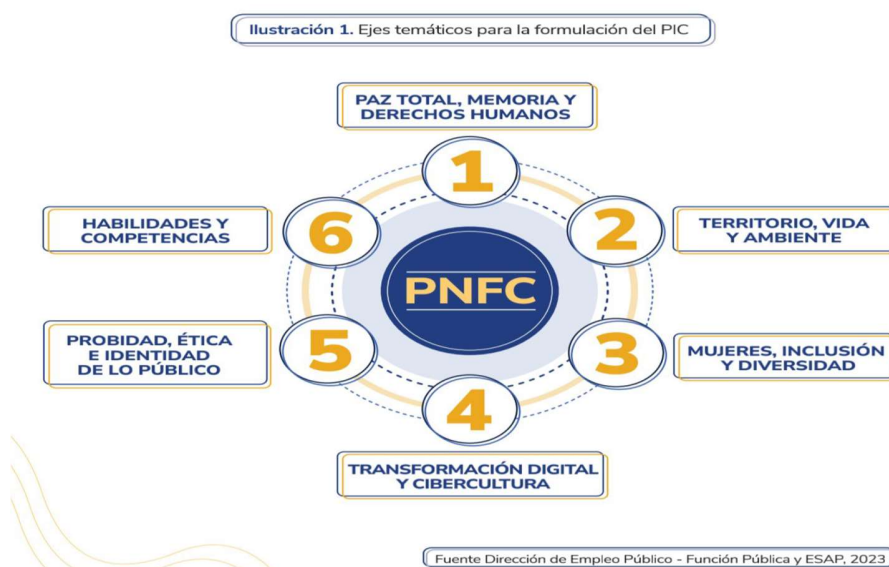 Ilustración 1. Ejes temáticos para la formulación del PIC
PAZ TOTAL, MEMORIA Y
DERECHOS HUMANOS
1
2
TERRITORIO, VIDA
Y AMBIENTE
3
MUJERES, INCLUSIÓN
Y DIVERSIDAD
4
TRANSFORMACIÓN DIGITAL
Y CIBERCULTURA
5
PROBIDAD, ÉTICA
E IDENTIDAD
DE LO PÚBLICO
6
HABILIDADES Y
COMPETENCIAS
PNFC
Fuente Dirección de Empleo Público - Función Pública y ESAP, 2023